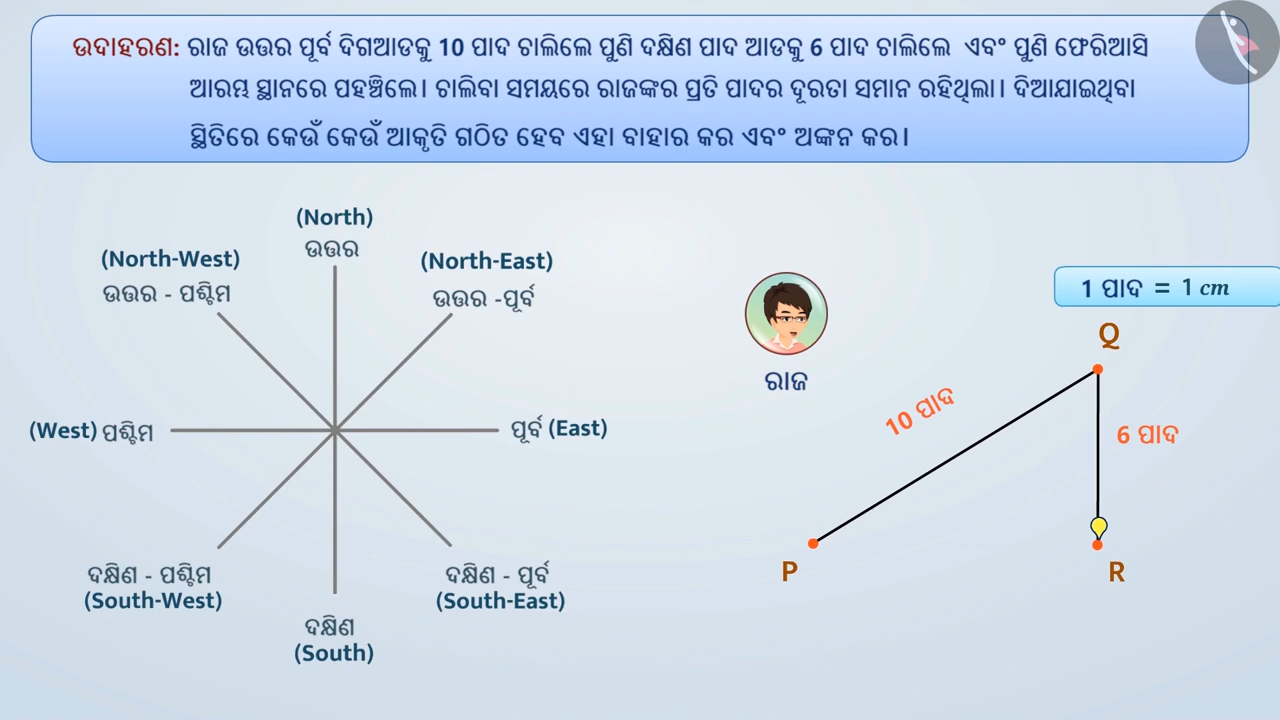 ଉଦାହରଣ: ରାଜ ଉତ୍ତର ପୂର୍ବ ଦିଗଆଡକୁ 10 ପାଦ ଚାଲିଲେ ପୁଣି ଦକ୍ଷିଣ ପାଦ ଆଡକୁ 6 ପାଦ ଚାଲିଲେ ଏବଂ ପୁଣି ଫେରିଆସି
ଆରମ୍ଭ ସ୍ଥାନରେ ପହଞ୍ଚିଲେ। ଚାଲିବା ସମୟରେ ରାଜଙ୍କର ପ୍ରତି ପାଦର ଦୂରତା ସମାନ ରହିଥିଲା। ଦିଆଯାଇଥିବା
ସ୍ଥିତିରେ କେଉଁ କେଉଁ ଆକୃତି ଗଠିତ ହେବ ଏହା ବାହାର କର ଏବଂ ଅଙ୍କନ କର।
(North)
ଉତ୍ତର
(North-West)
ଉତ୍ତର - ପଶ୍ଚିମ
(North-East)
ଉତ୍ତର -ପୂର୍ବ
(West) ପଶ୍ଚିମ
ପୂର୍ବ (East)
ଦକ୍ଷିଣ - ପଶ୍ଚିମ
(South-West)
ଦକ୍ଷିଣ - ପୂର୍ବ
(South-East)
ଦକ୍ଷିଣ
(South)
ରାଜ
1 ପାଦ = 1 cm
Q
10 ପାଦ
6 ପାଦ
P
R